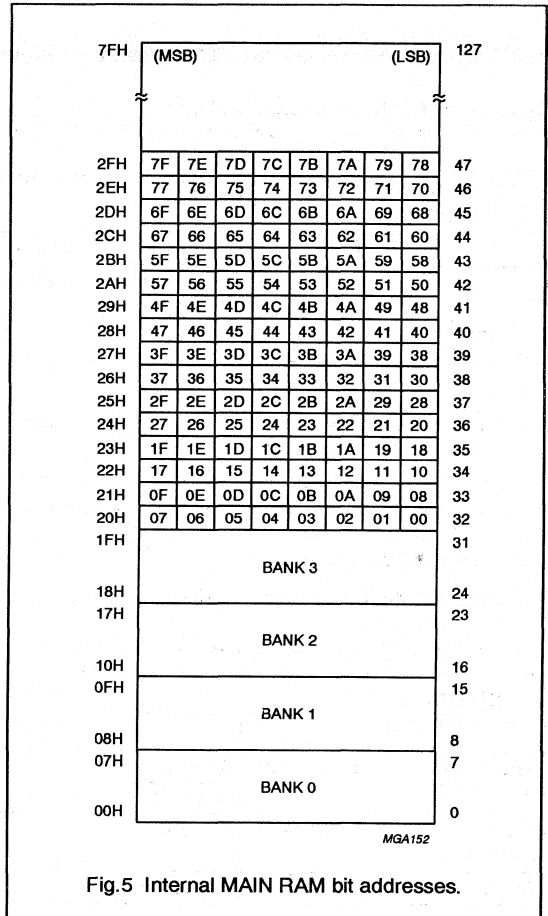 7FH (MSB) (LSB) 127
2FH 7F 7E 7D 7C 7B 7A 79 78 47
2EH 77 76 75 74 73 72 71 70 46
2DH 6F 6E 6D 6C 6B 6A 69 68 45
2CH 67 66 65 64 63 62 61 60 44
2BH 5F 5E 5D 5C 5B 5A 59 58 43
2AH 57 56 55 54 53 52 51 50 42
29H 4F 4E 4D 4C 4B 4A 49 48 41
28H 47 46 45 44 43 42 41 40 40
27H 3F 3E 3D 3C 3B 3A 39 38 39
26H 37 36 35 34 33 32 31 30 38
25H 2F 2E 2D 2C 2B 2A 29 28 37
24H 27 26 25 24 23 22 21 20 36
23H 1F 1E 1D 1C 1B 1A 19 18 35
22H 17 16 15 14 13 12 11 10 34
21H 0F 0E 0D 0C 0B 0A 09 08 33
20H 07 06 05 04 03 02 01 00 32
1FH 31
BANK 3
18H 24
17H 23
BANK 2
10H 16
0FH 15
BANK 1
08H 8
07H 7
BANK 0
00H 0
MGA152
Fig.5 Internal MAIN RAM bit addresses.